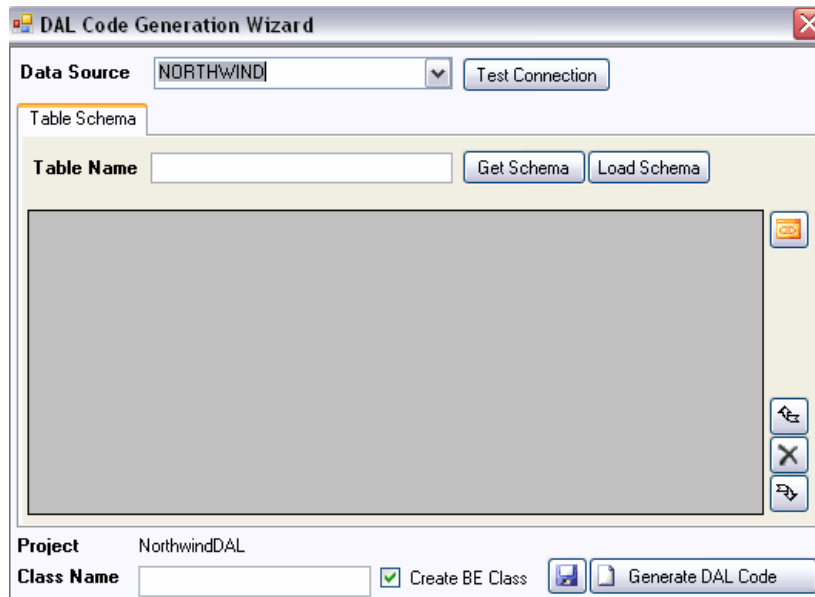 DAL Code Generation Wizard
Data Source NORTHWIND Test Connection
Table Schema
Table Name Get Schema Load Schema
Project NorthwindDAL
Class Name Create BE Class Generate DAL Code